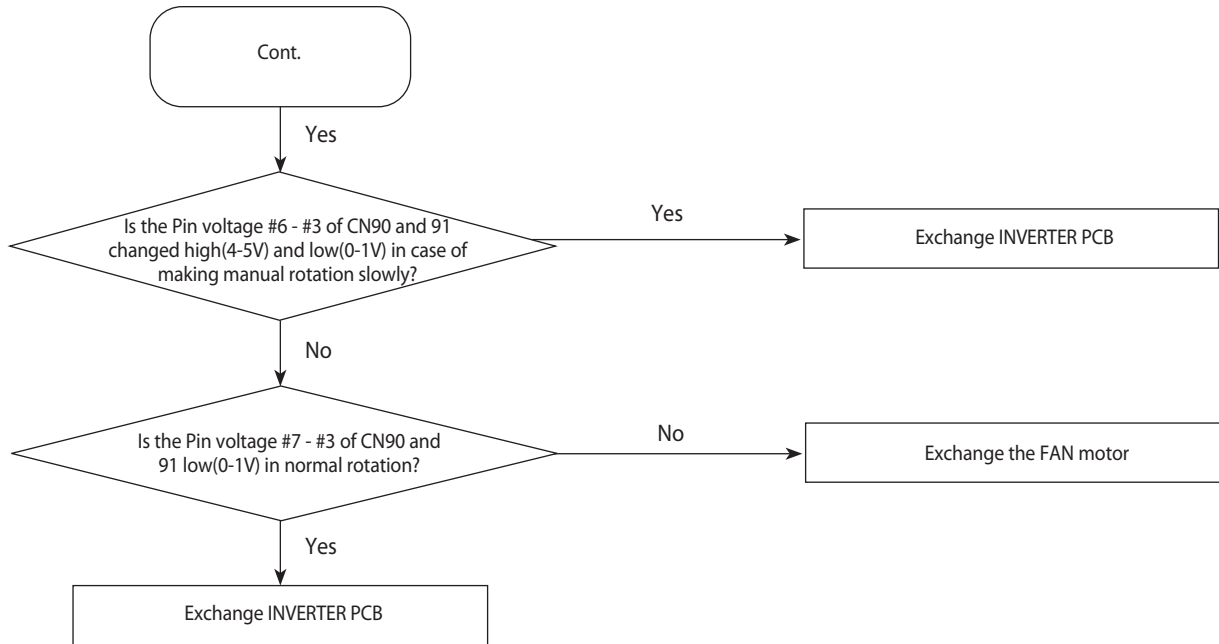 Cont.
Yes
Is the Pin voltage #6 - #3 of CN90 and 91
changed high(4-5V) and low(0-1V) in case of
making manual rotation slowly?
Yes
Exchange INVERTER PCB
No
Is the Pin voltage #7 - #3 of CN90 and
91 low(0-1V) in normal rotation?
No
Exchange the FAN motor
Yes
Exchange INVERTER PCB